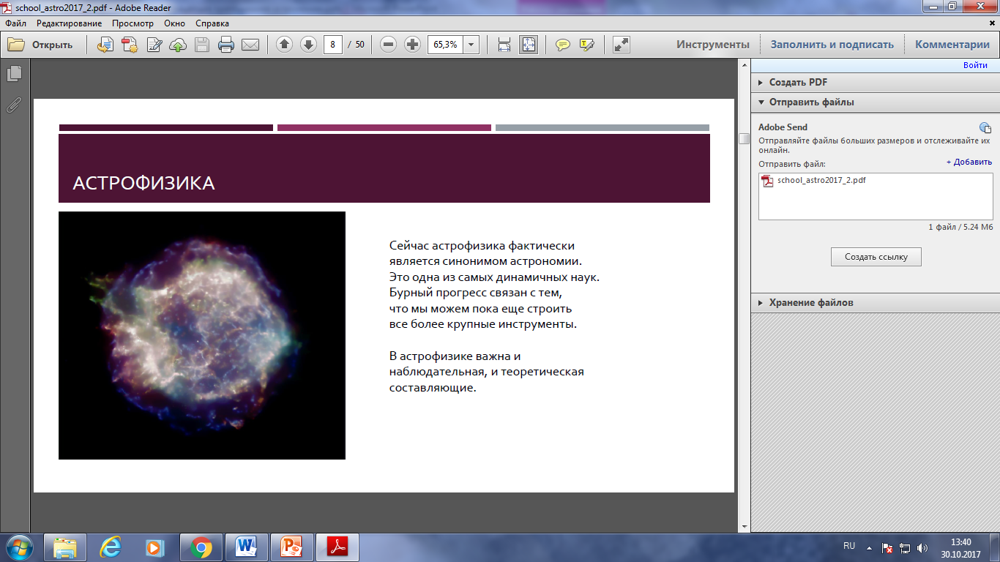 school_astro2017_2.pdf - Adobe Reader
Файл Редактирование Просмотр Окно Справка
Открыть 8 / 50 65,3% Инструменты Заполнить и подписать Комментарии
Войти
Создать PDF
Отправить файлы
Adobe Send
Отправляйте файлы больших размеров и отслеживайте их
онлайн.
Отправить файл: + Добавить
school_astro2017_2.pdf
1 файл / 5.24 Мб
Создать ссылку
Хранение файлов
АСТРОФИЗИКА
Сейчас астрофизика фактически
является синонимом астрономии.
Это одна из самых динамичных наук.
Бурный прогресс связан с тем,
что мы можем пока еще строить
все более крупные инструменты.
В астрофизике важна и
наблюдательная, и теоретическая
составляющие.
RU
13:40
30.10.2017